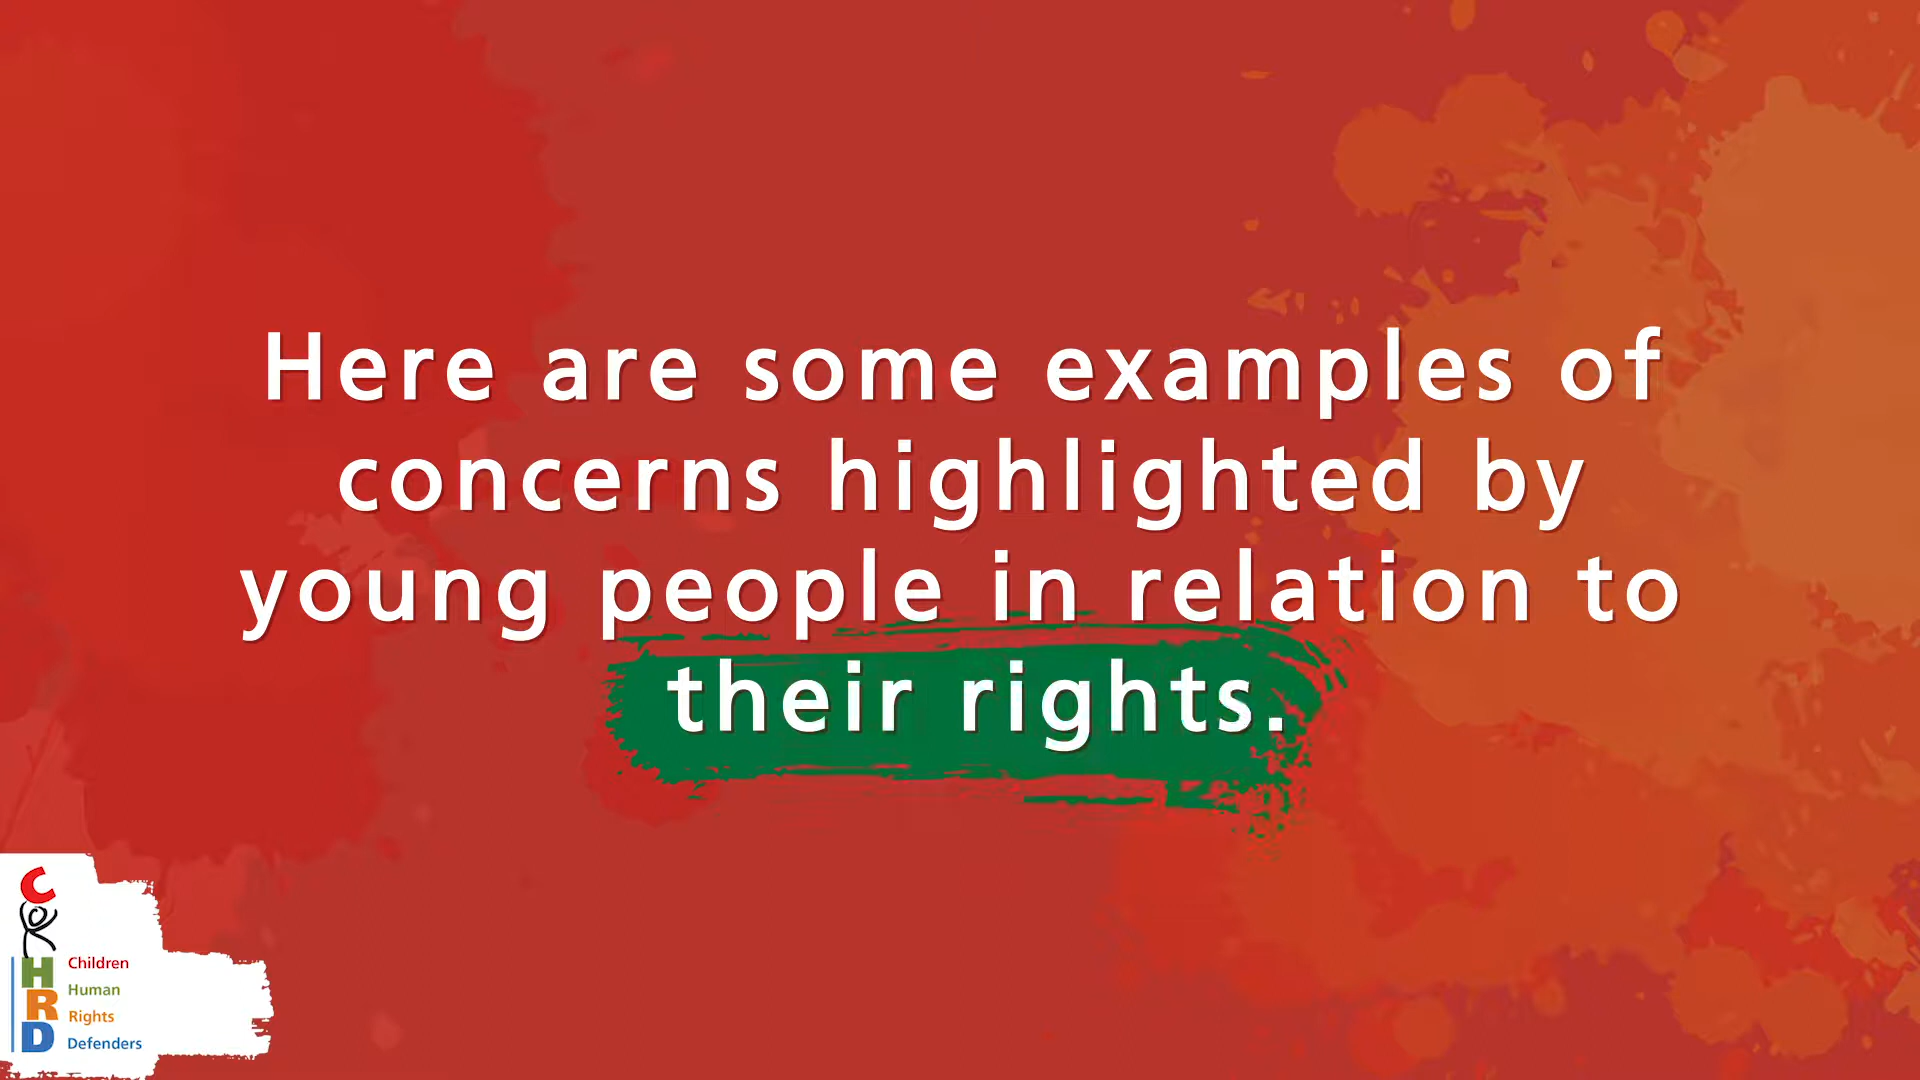 Here are some examples of
concerns highlighted by
young people in relation to
their rights.
C
H
R
D
Children
Human
Rights
Defenders